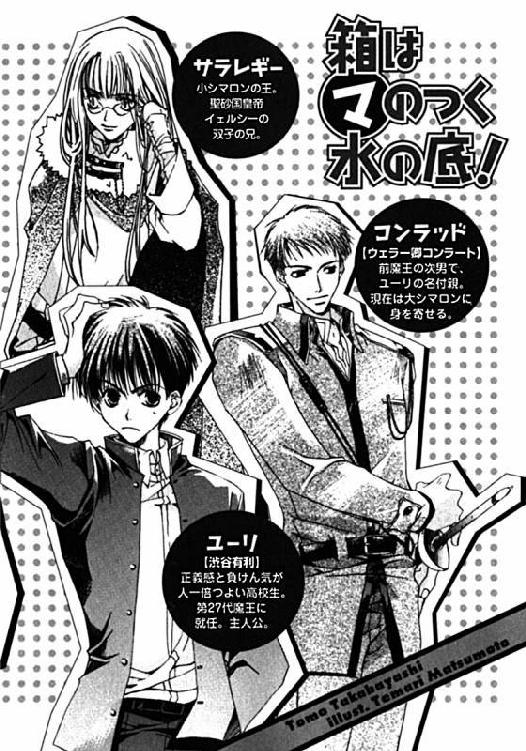 箱は
マのつく
水の底!
サラレギー
小シマロンの王。
聖砂国皇帝
イェルシーの
双子の兄。
コンラッド
【ウェラー卿コンラート】
前魔王の次男で、
ユーリの名付親。
現在は大シマロンに
身を寄せる。
ユーリ
【渋谷有利】
正義感と負けん気が
人一倍つよい高校生。
第27代魔王に
就任。主人公。
Tomo Takabayashi
illust. Temari Matsumoto